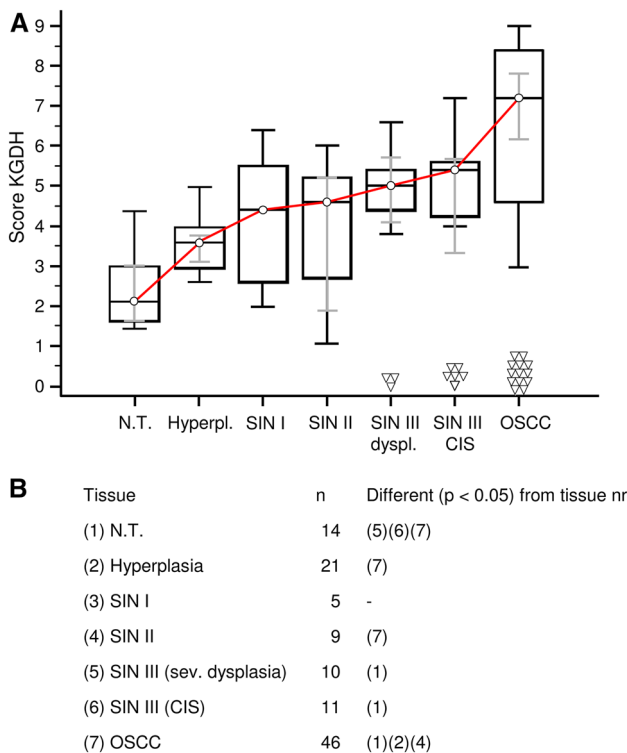 A
Score KGDH
9
8
7
6
5
4
3
2
1
0
N.T. Hyperpl. SIN I SIN II SIN III SIN III OSCC
dyspl. CIS
B
Tissue n Different (p < 0.05) from tissue nr
(1) N.T. 14 (5)(6)(7)
(2) Hyperplasia 21 (7)
(3) SIN I 5 -
(4) SIN II 9 (7)
(5) SIN III (sev. dysplasia) 10 (1)
(6) SIN III (CIS) 11 (1)
(7) OSCC 46 (1)(2)(4)